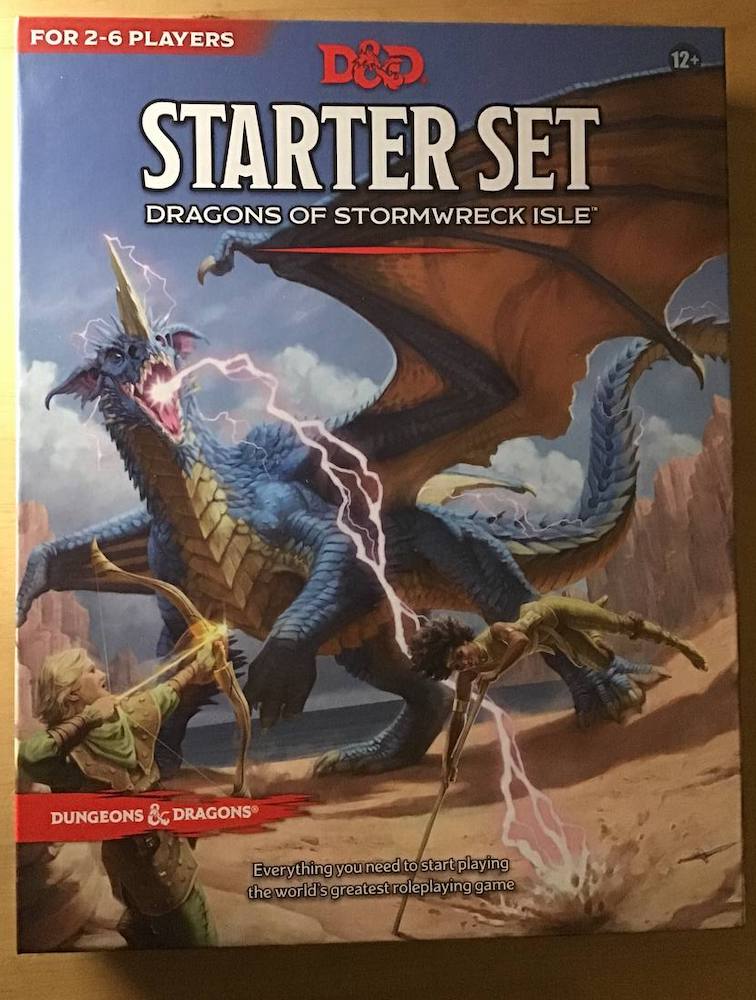 FOR 2-6 PLAYERS
D&D
12+
STARTER SET
DRAGONS OF STORMWRECK ISLE™
DUNGEONS & DRAGONS®
Everything you need to start playing
the world's greatest roleplaying game